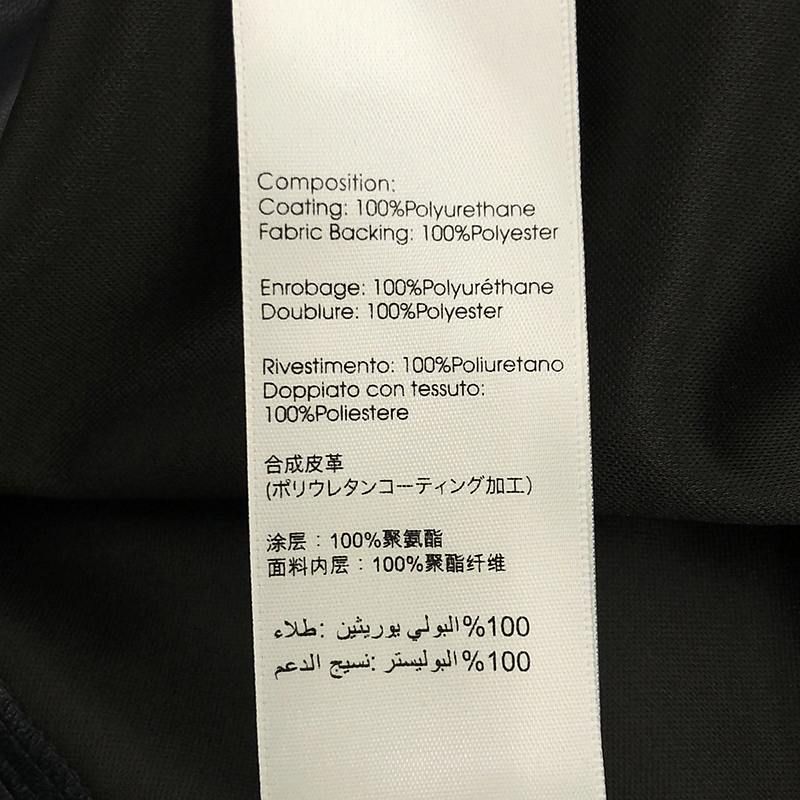 Composition:
Coating: 100%Polyurethane
Fabric Backing: 100%Polyester
Enrobage: 100%Polyuréthane
Doublure: 100%Polyester
Rivestimento: 100%Poliuretano
Doppiato con tessuto:
100%Poliestere
合成皮革
(ポリウレタンコーティング加工)
涂层：100%聚氨酯
面料内层：100%聚酯纤维
طلاء: البولي يوريثين %100
نسيج الدعم: البوليستر %100